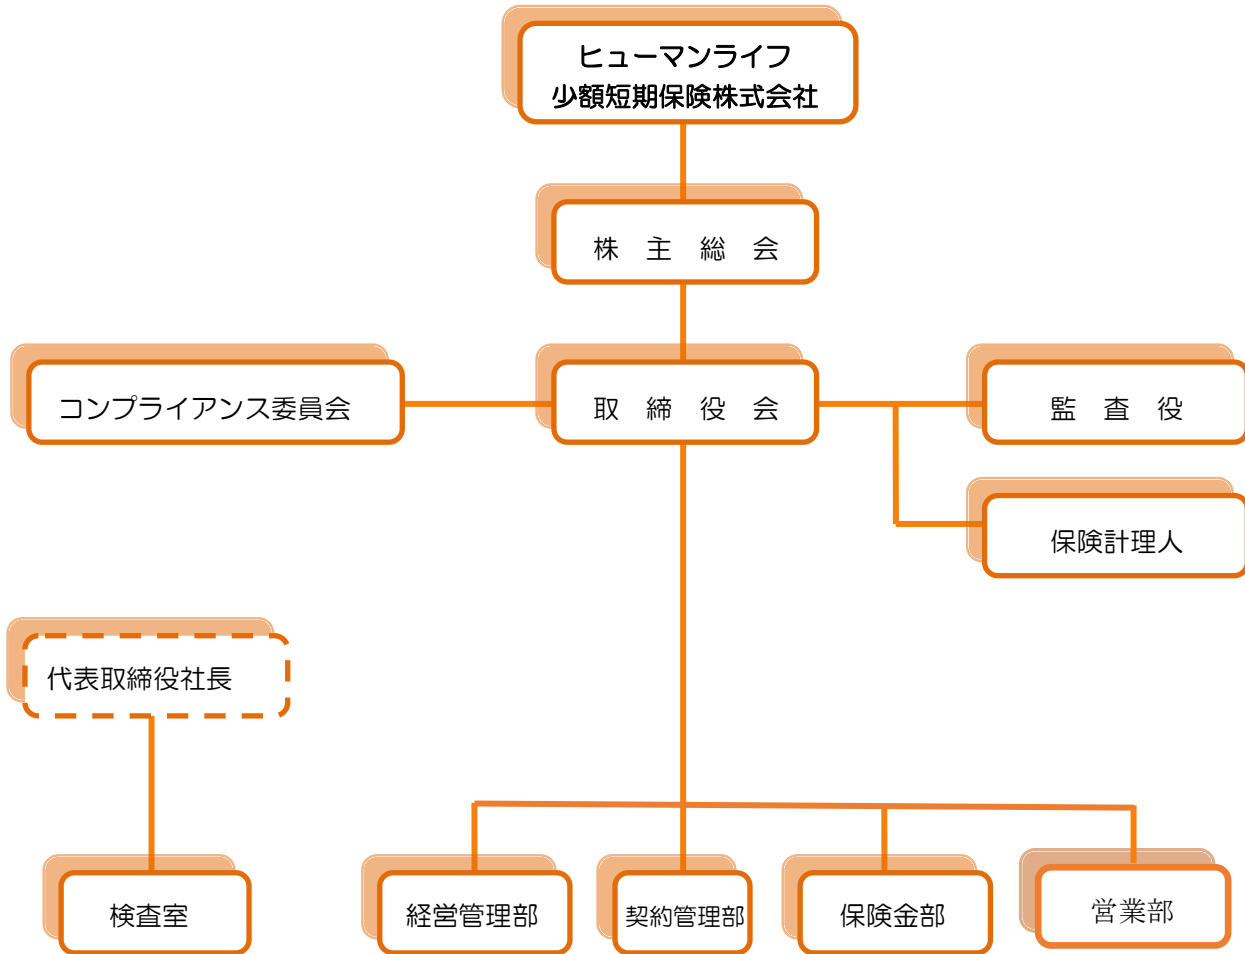 ヒューマンライフ
少額短期保険株式会社
株　主　総　会
コンプライアンス委員会
取　締　役　会
監　査　役
保険計理人
代表取締役社長
検査室
経営管理部
契約管理部
保険金部
営業部